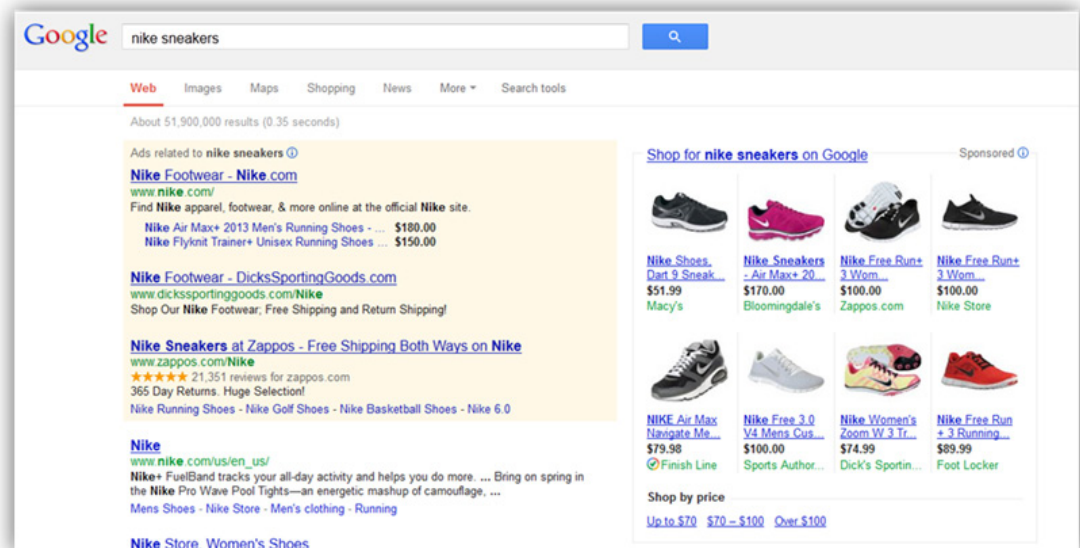 Google
nike sneakers
Web Images Maps Shopping News More Search tools
About 51,900,000 results (0.35 seconds)
Ads related to nike sneakers
Nike Footwear - Nike.com
www.nike.com/
Find Nike apparel, footwear, & more online at the official Nike site.
Nike Air Max+ 2013 Men's Running Shoes - ... $180.00
Nike Flyknit Trainer+ Unisex Running Shoes ... $150.00
Nike Footwear - DicksSportingGoods.com
www.dickssportinggoods.com/Nike
Shop Our Nike Footwear; Free Shipping and Return Shipping!
Nike Sneakers at Zappos - Free Shipping Both Ways on Nike
www.zappos.com/Nike
★★★★★ 21,351 reviews for zappos.com
365 Day Returns. Huge Selection!
Nike Running Shoes - Nike Golf Shoes - Nike Basketball Shoes - Nike 6.0
Nike
www.nike.com/us/en_us/
Nike+ FuelBand tracks your all-day activity and helps you do more. ... Bring on spring in
the Nike Pro Wave Pool Tights—an energetic mashup of camouflage, ...
Mens Shoes - Nike Store - Men's clothing - Running
Nike Store. Women's Shoes
Shop for nike sneakers on Google
Sponsored
Nike Shoes,
Dart 9 Sneak...
$51.99
Macy's
Nike Sneakers
- Air Max+ 20...
$170.00
Bloomingdale's
Nike Free Run+
3 Wom...
$100.00
Zappos.com
Nike Free Run+
3 Wom...
$100.00
Nike Store
NIKE Air Max
Navigate Me...
$79.98
Finish Line
Nike Free 3.0
V4 Mens Cus...
$100.00
Sports Author...
Nike Women's
Zoom W 3 Tr...
$74.99
Dick's Sportin...
Nike Free Run
+ 3 Running...
$89.99
Foot Locker
Shop by price
Up to $70 $70 – $100 Over $100